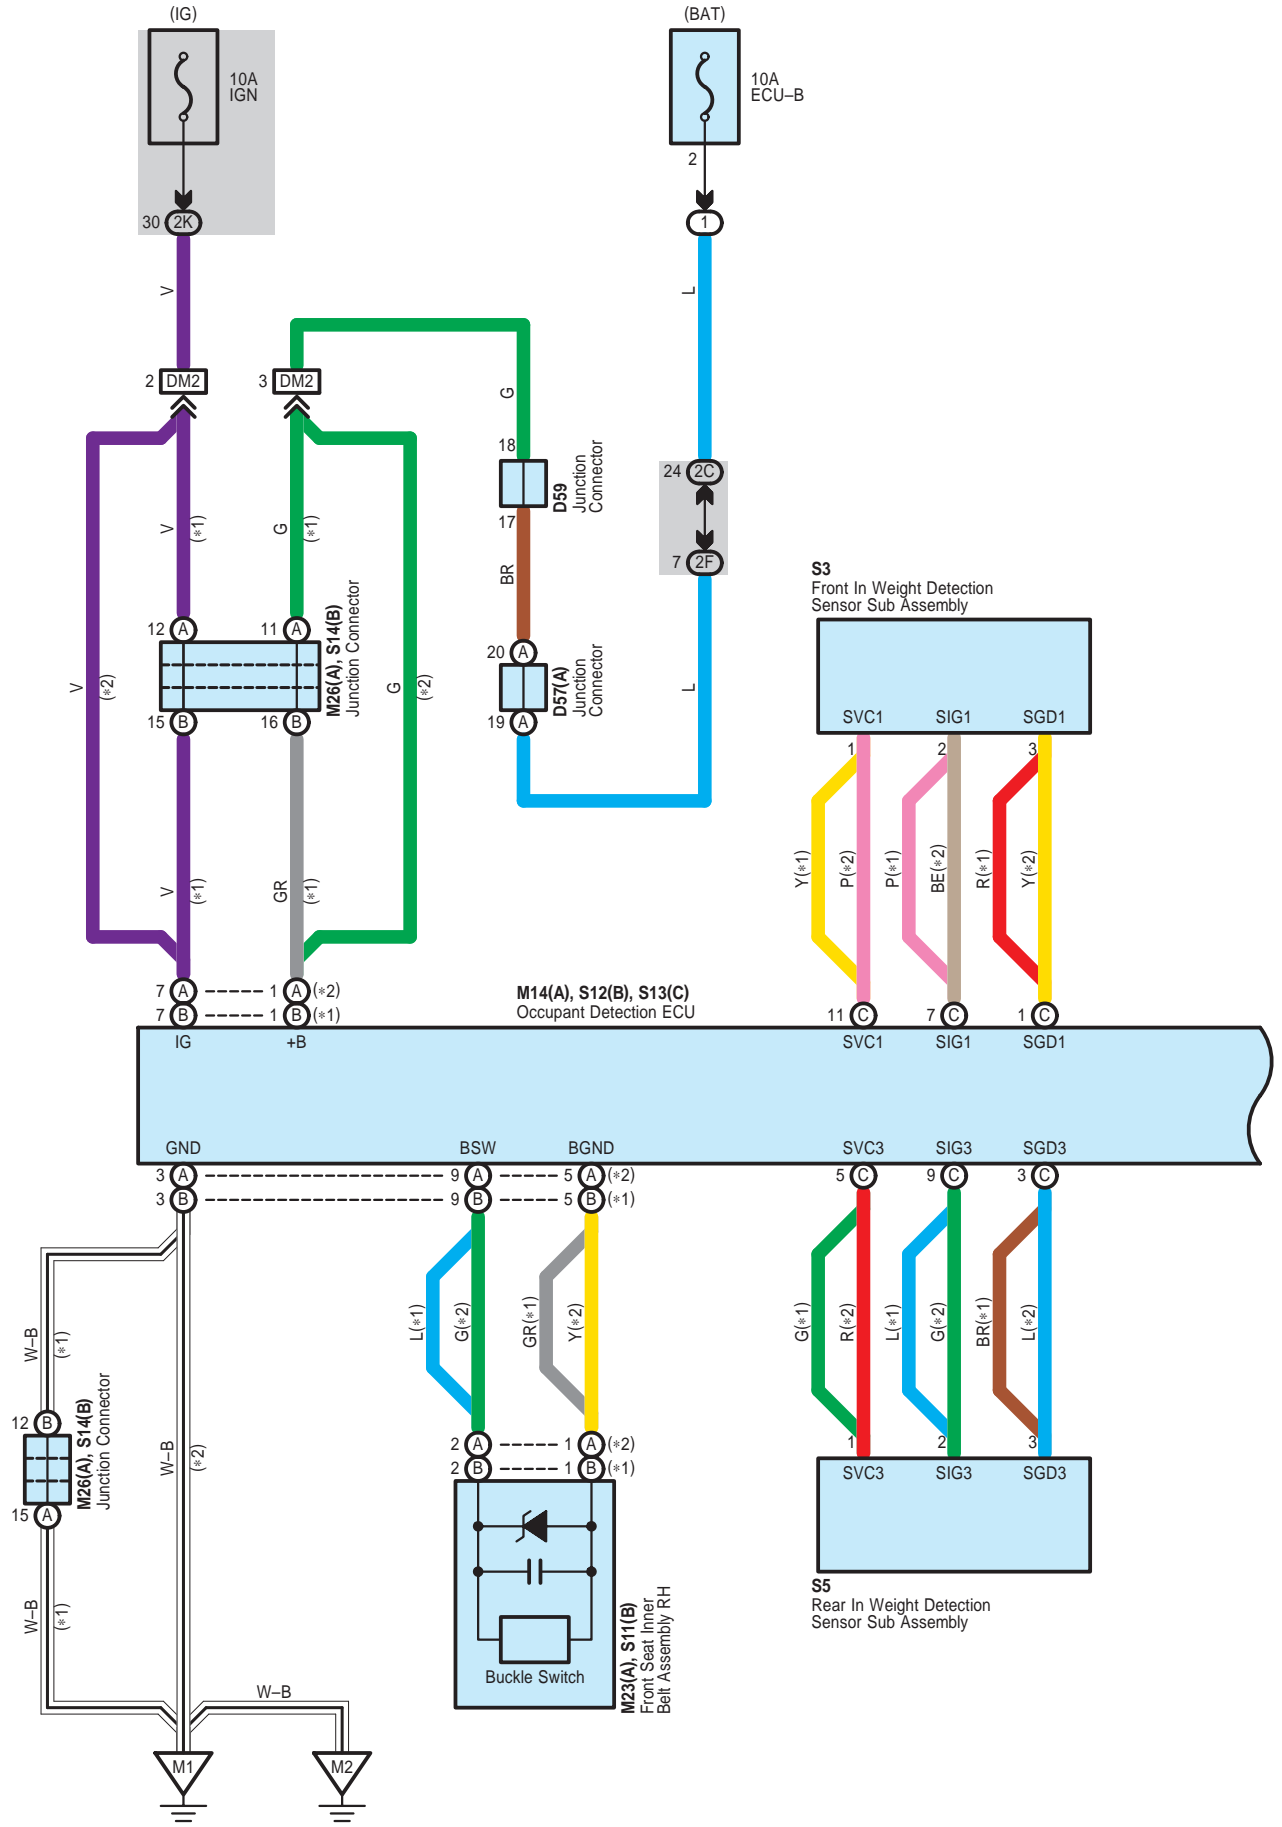 (IG)
(BAT)
10A
IGN
10A
ECU–B
2
30 2K
1
V
L
2 DM2
3 DM2
G
18
D59
Junction
Connector
17
24 2C
7 2F
V
(*1)
G
(*1)
BR
12 A
11 A
M26(A), S14(B)
Junction Connector
15 B
16 B
V
(*2)
G
(*2)
20 A
D57(A)
Junction
Connector
19 A
L
S3
Front In Weight Detection
Sensor Sub Assembly
SVC1 SIG1 SGD1
1 2 3
Y(*1)
P(*2)
P(*1)
BE(*2)
R(*1)
Y(*2)
V
(*1)
GR
(*1)
7 A 1 A (*2)
7 B 1 B (*1)
M14(A), S12(B), S13(C)
Occupant Detection ECU
11 C 7 C 1 C
IG +B
SVC1 SIG1 SGD1
GND BSW BGND
SVC3 SIG3 SGD3
3 A 9 A 5 A (*2)
3 B 9 B 5 B (*1)
5 C 9 C 3 C
W–B
(*1)
L(*1)
G(*2)
GR(*1)
Y(*2)
G(*1)
R(*2)
L(*1)
G(*2)
BR(*1)
L(*2)
12 B
M26(A), S14(B)
Junction Connector
15 A
W–B
(*2)
2 A 1 A (*2)
2 B 1 B (*1)
1 2 3
SVC3 SIG3 SGD3
S5
Rear In Weight Detection
Sensor Sub Assembly
W–B
(*1)
Buckle Switch
M23(A), S11(B)
Front Seat Inner
Belt Assembly RH
W–B
M1
M2